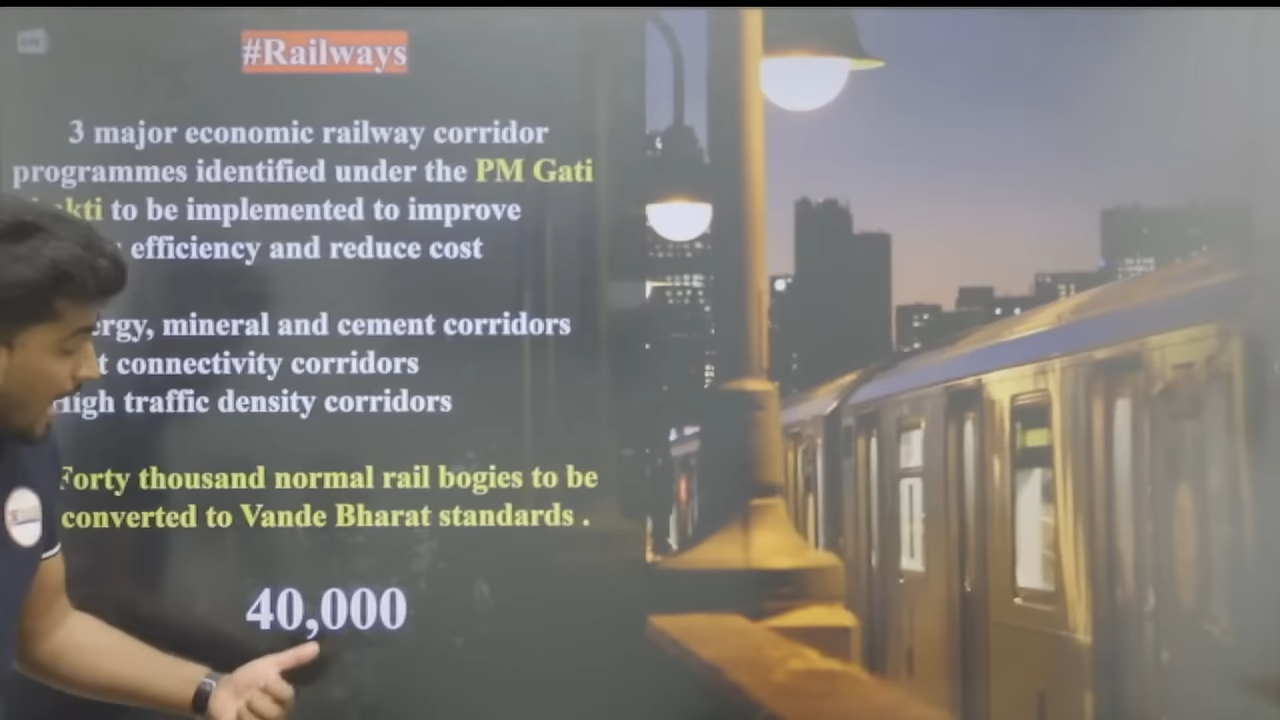 #Railways
3 major economic railway corridor
programmes identified under the PM Gati
to be implemented to improve
efficiency and reduce cost
mineral and cement corridors
connectivity corridors
High traffic density corridors
Forty thousand normal rail bogies to be
converted to Vande Bharat standards .
40,000